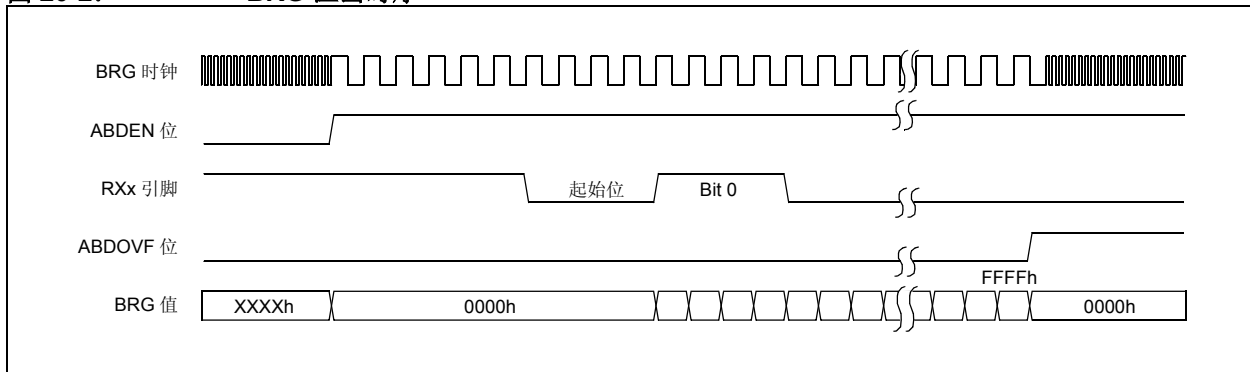 BRG 时钟
ABDEN 位
RXx 引脚
起始位
Bit 0
ABDOVF 位
FFFFh
BRG 值
XXXXh
0000h
0000h